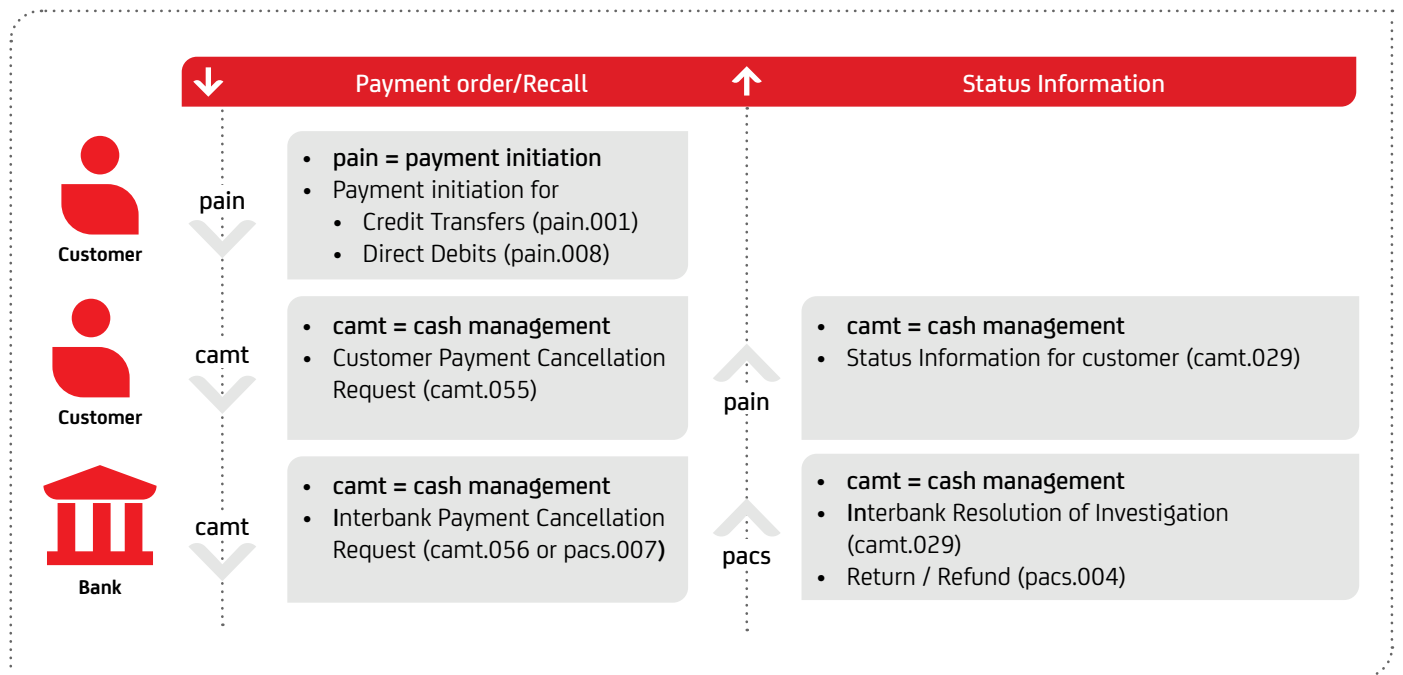 Payment order/Recall
Status Information
Customer
pain
• pain = payment initiation
• Payment initiation for
• Credit Transfers (pain.001)
• Direct Debits (pain.008)
Customer
camt
• camt = cash management
• Customer Payment Cancellation
Request (camt.055)
pain
• camt = cash management
• Status Information for customer (camt.029)
Bank
camt
• camt = cash management
• Interbank Payment Cancellation
Request (camt.056 or pacs.007)
pacs
• camt = cash management
• Interbank Resolution of Investigation
(camt.029)
• Return / Refund (pacs.004)